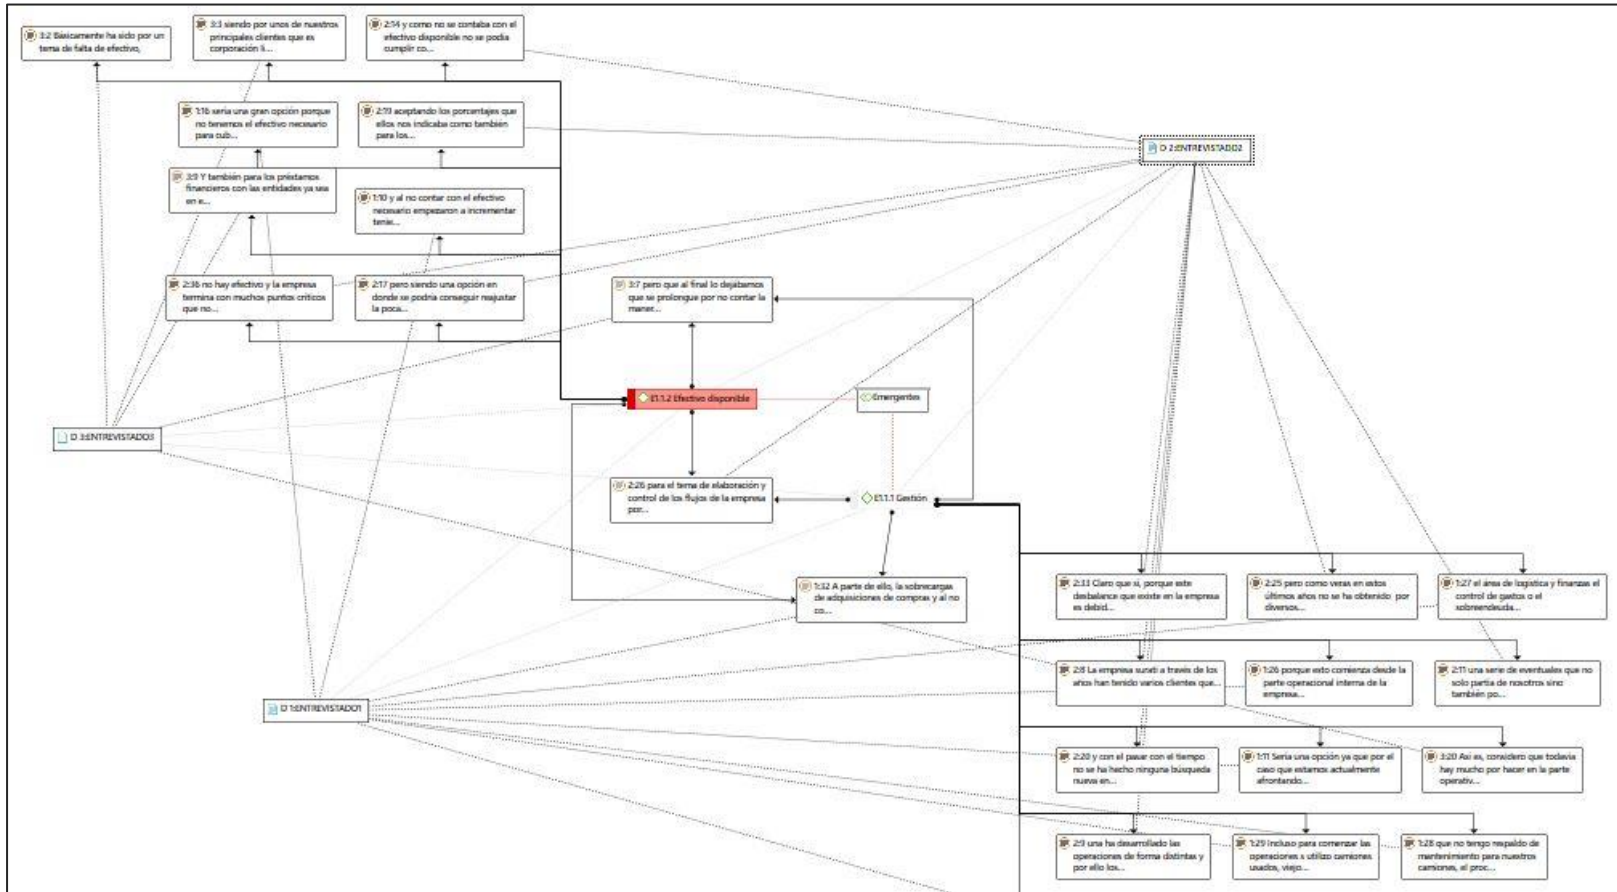 3:2 Básicamente ha sido por un
tema de falta de efectivo,
3:3 siendo por unos de nuestros
principales clientes que es
corporación li...
2:14 y como no se contaba con el
efectivo disponible no se podia
cumplir co...
1:16 seria una gran opción porque
no tenemos el efectivo necesario
para cub...
2:19 aceptando los porcentajes que
ellos nos indicaba como también
para los...
D 2:ENTREVISTADO2
3:9 Y también para los préstamos
financieros con las entidades ya sea
en e...
1:10 y al no contar con el efectivo
necesario empezaron a incrementar
tenie...
2:36 no hay efectivo y la empresa
termina con muchos puntos críticos
que no...
2:17 pero siendo una opción en
donde se podria conseguir reajustar
la poca...
3:7 pero que al final lo dejábamos
que se prolongue por no contar la
maner...
E1.1.2 Efectivo disponible
Emergentes
D 3:ENTREVISTADO3
2:26 para el tema de elaboración y
control de los flujos de la empresa
por...
E1.1.1 Gestión
1:32 A parte de ello, la sobrecargas
de adquisiciones de compras y al no
co...
2:33 Claro que si, porque este
desbalance que existe en la empresa
es debid...
2:25 pero como veras en estos
últimos años no se ha obtenido por
diversos...
1:27 el área de logística y finanzas el
control de gastos o el
sobreendeuda...
2:8 La empresa surati a través de los
años han tenido varios clientes que...
1:26 porque esto comienza desde la
parte operacional interna de la
empresa...
2:11 una serie de eventuales que no
solo partia de nosotros sino
también po...
D 1:ENTREVISTADO1
2:20 y con el pasar con el tiempo
no se ha hecho ninguna búsqueda
nueva en...
1:11 Seria una opción ya que por el
caso que estamos actualmente
afrontando...
3:20 Asi es, considero que todavia
hay mucho por hacer en la parte
operativ...
2:9 una ha desarrollado las
operaciones de forma distintas y
por ello los...
1:29 Incluso para comenzar las
operaciones s utilizo camiones
usados, viejo...
1:28 que no tengo respaldo de
mantenimiento para nuestros
camiones, el proc...